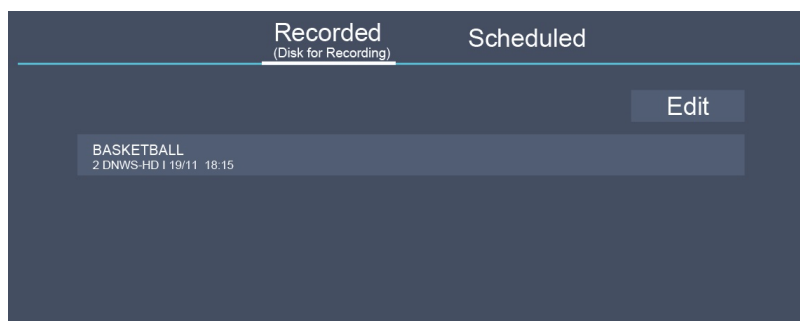 Recorded
(Disk for Recording)
Scheduled
Edit
BASKETBALL
2 DNWS-HD I 19/11 18:15